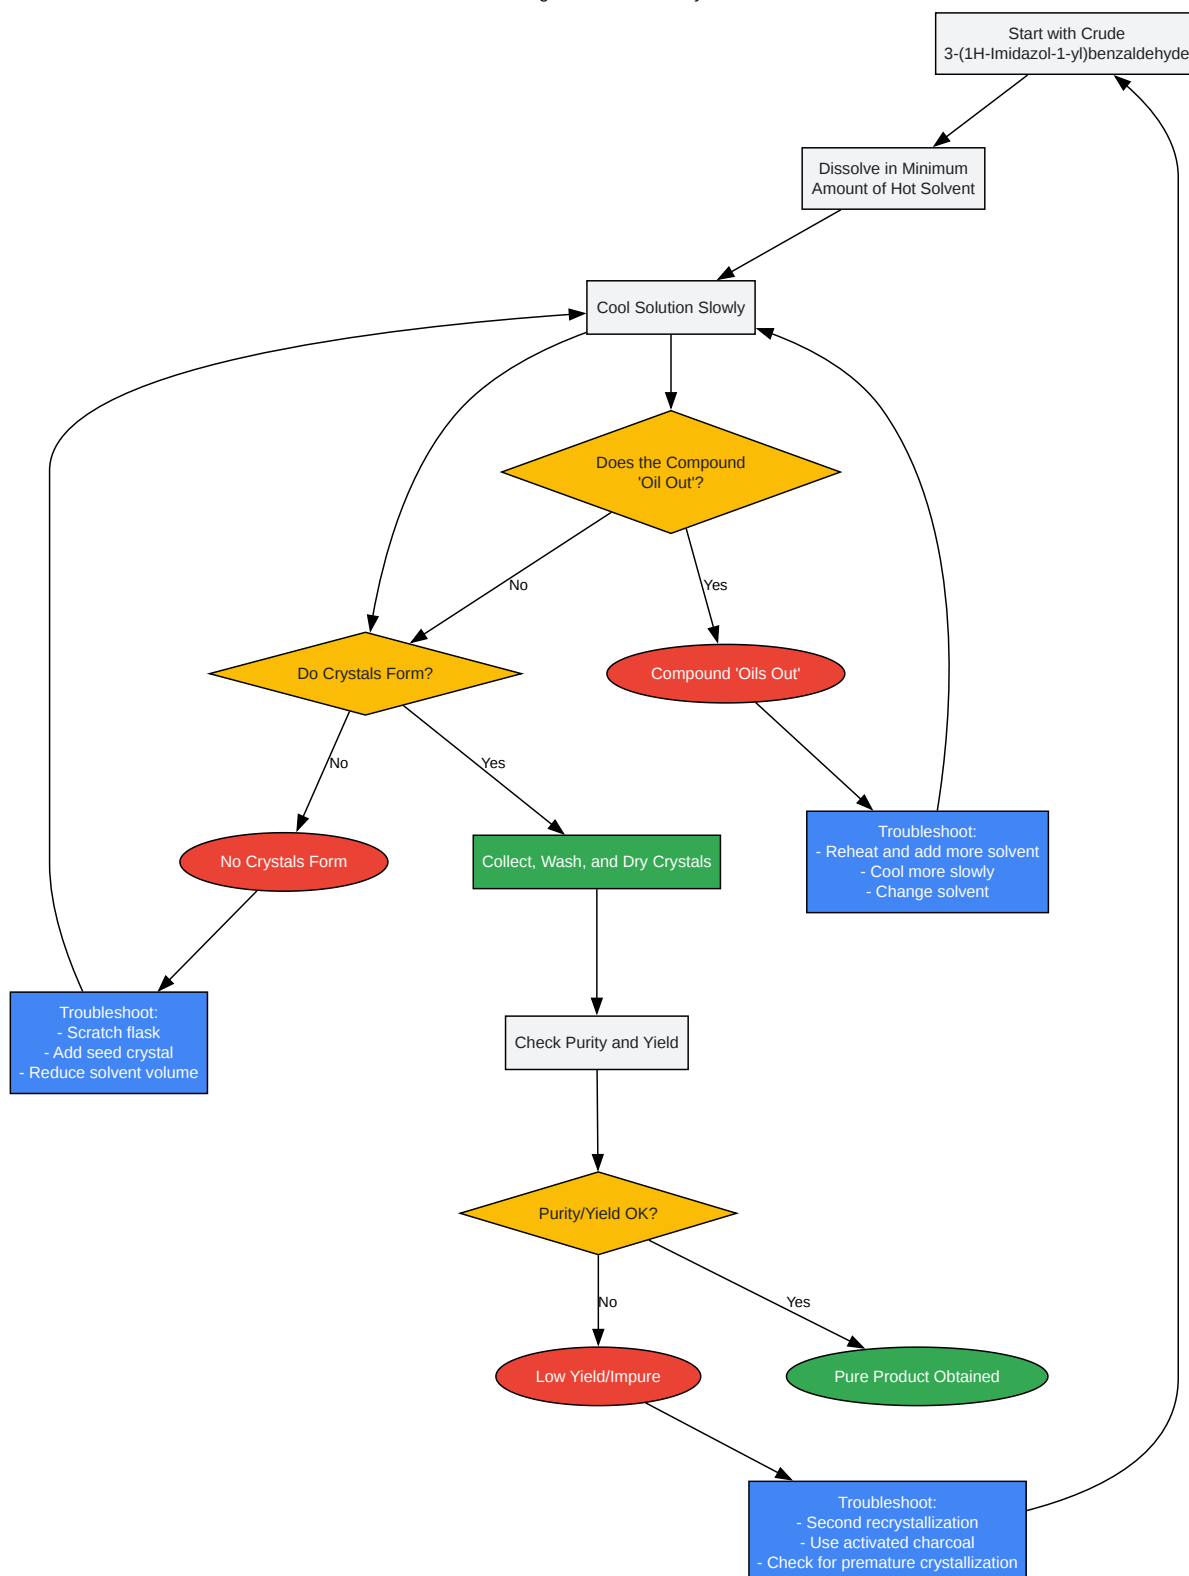 Start with Crude
3-(1H-Imidazol-1-yl)benzaldehyde
Dissolve in Minimum
Amount of Hot Solvent
Cool Solution Slowly
Does the Compound
'Oil Out'?
No
Yes
Do Crystals Form?
Compound 'Oils Out'
No
Yes
No Crystals Form
Collect, Wash, and Dry Crystals
Troubleshoot:
- Reheat and add more solvent
- Cool more slowly
- Change solvent
Troubleshoot:
- Scratch flask
- Add seed crystal
- Reduce solvent volume
Check Purity and Yield
Purity/Yield OK?
No
Yes
Low Yield/Impure
Pure Product Obtained
Troubleshoot:
- Second recrystallization
- Use activated charcoal
- Check for premature crystallization